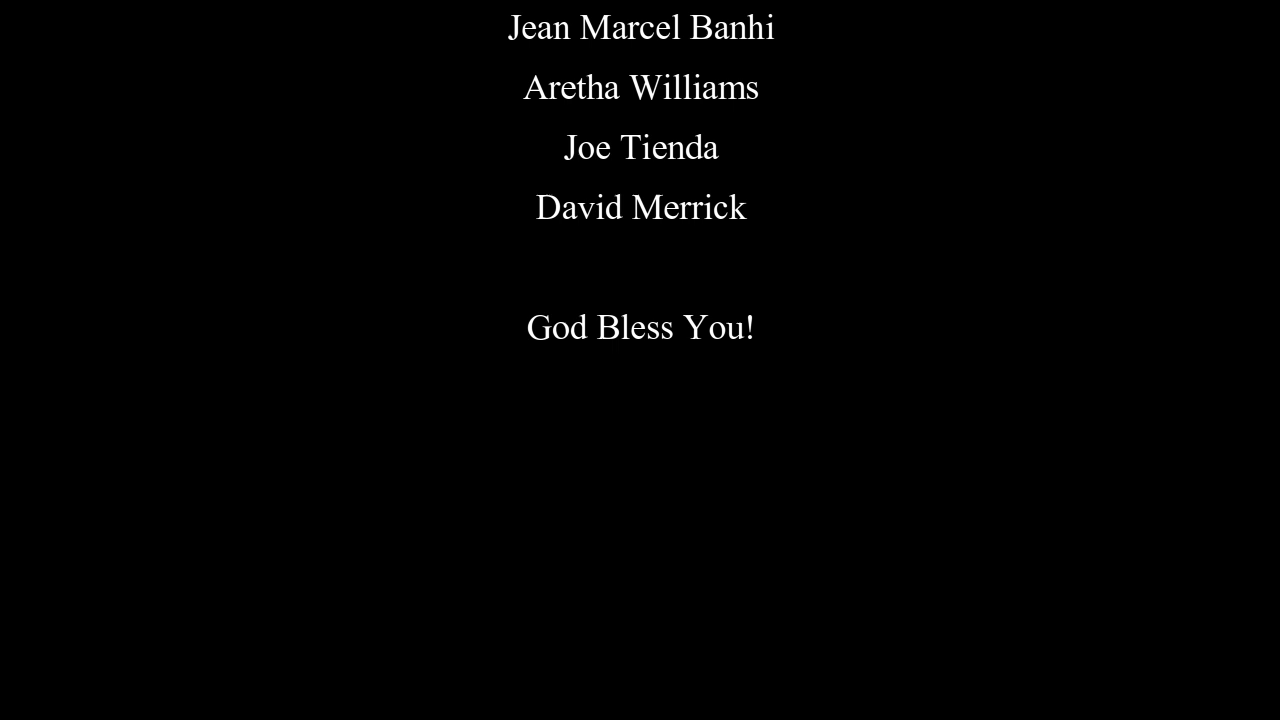 Jean Marcel Banhi
Aretha Williams
Joe Tienda
David Merrick
God Bless You!